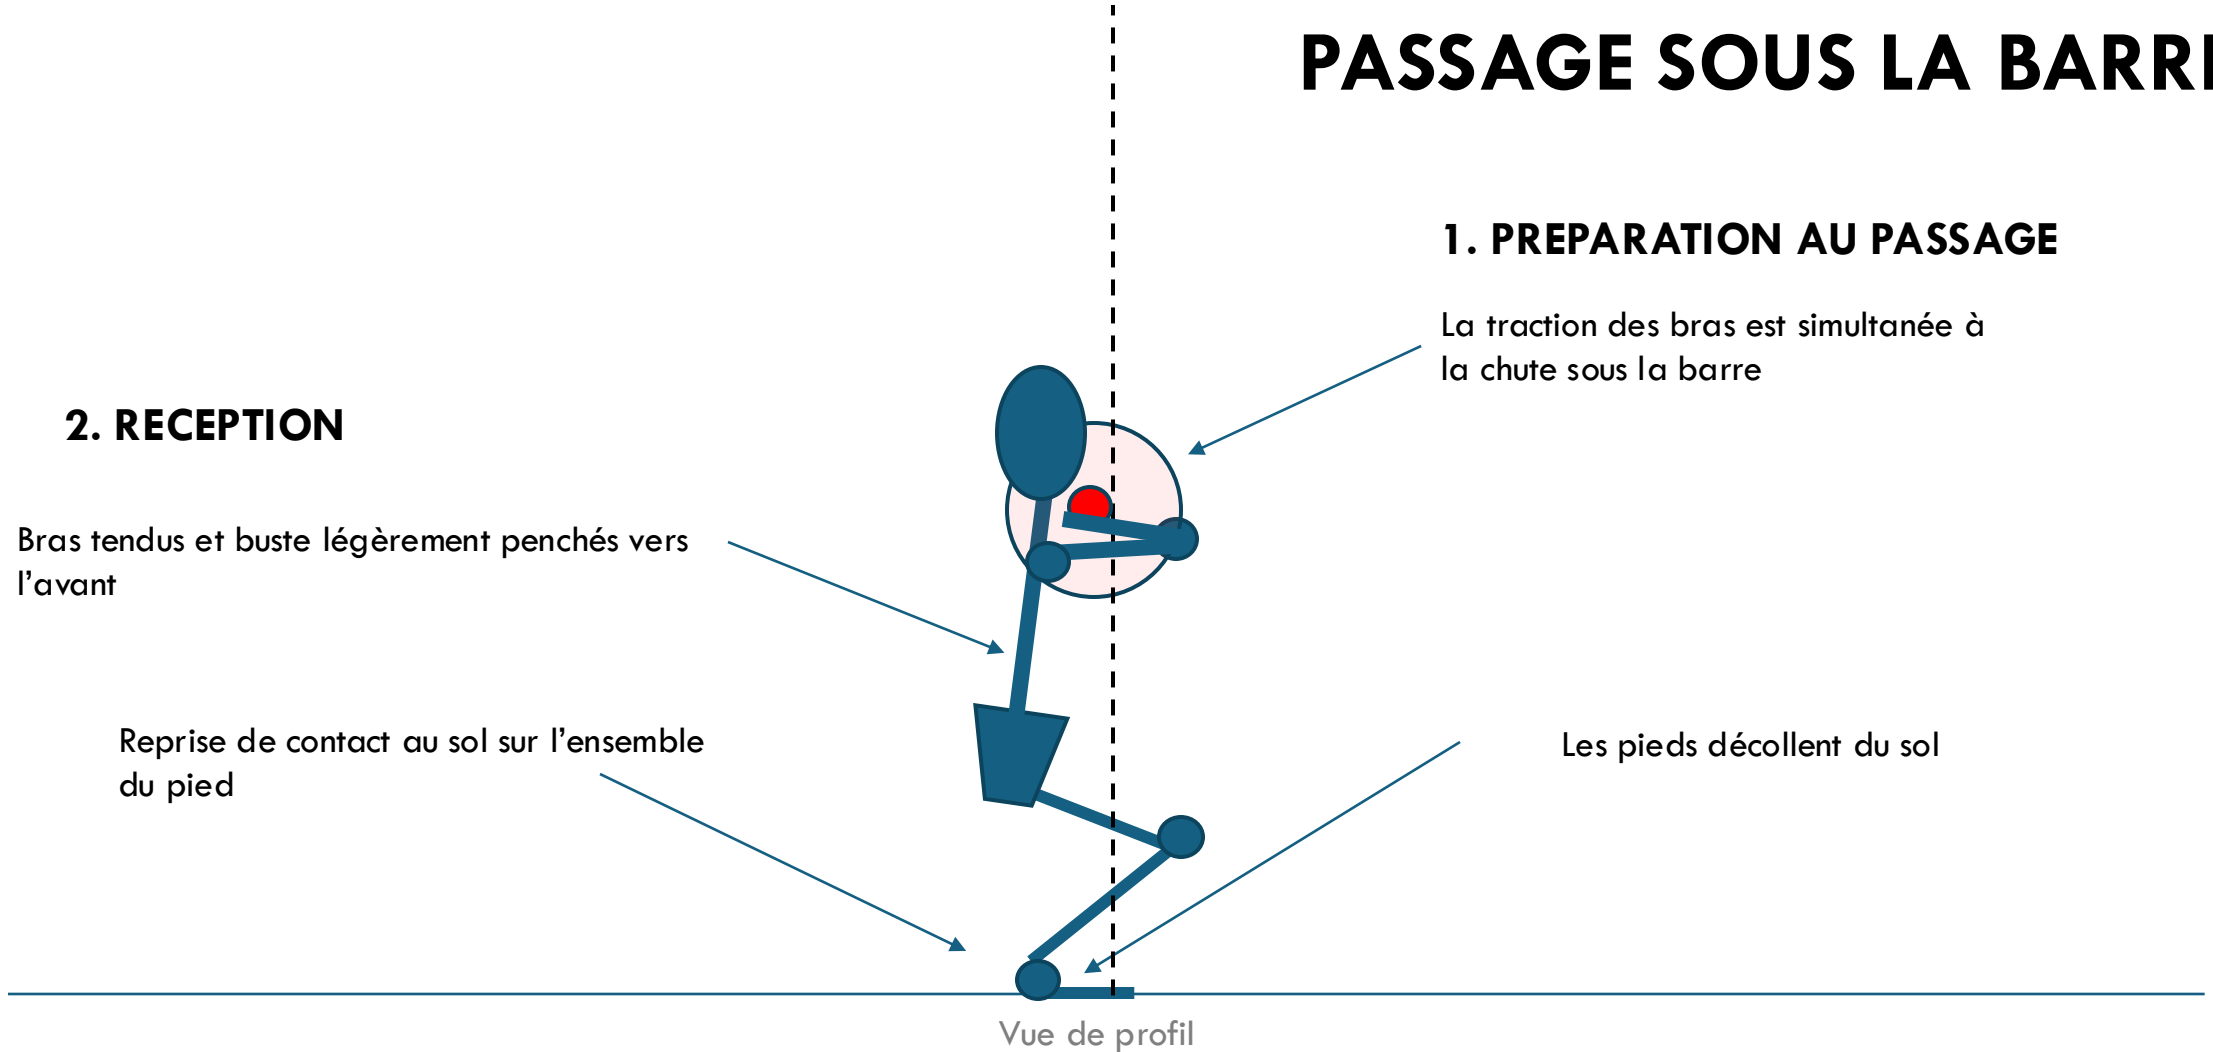 PASSAGE SOUS LA BARRE
1. PREPARATION AU PASSAGE
La traction des bras est simultanée à
la chute sous la barre
2. RECEPTION
Bras tendus et buste légèrement penchés vers
l’avant
Reprise de contact au sol sur l’ensemble
du pied
Les pieds décollent du sol
Vue de profil